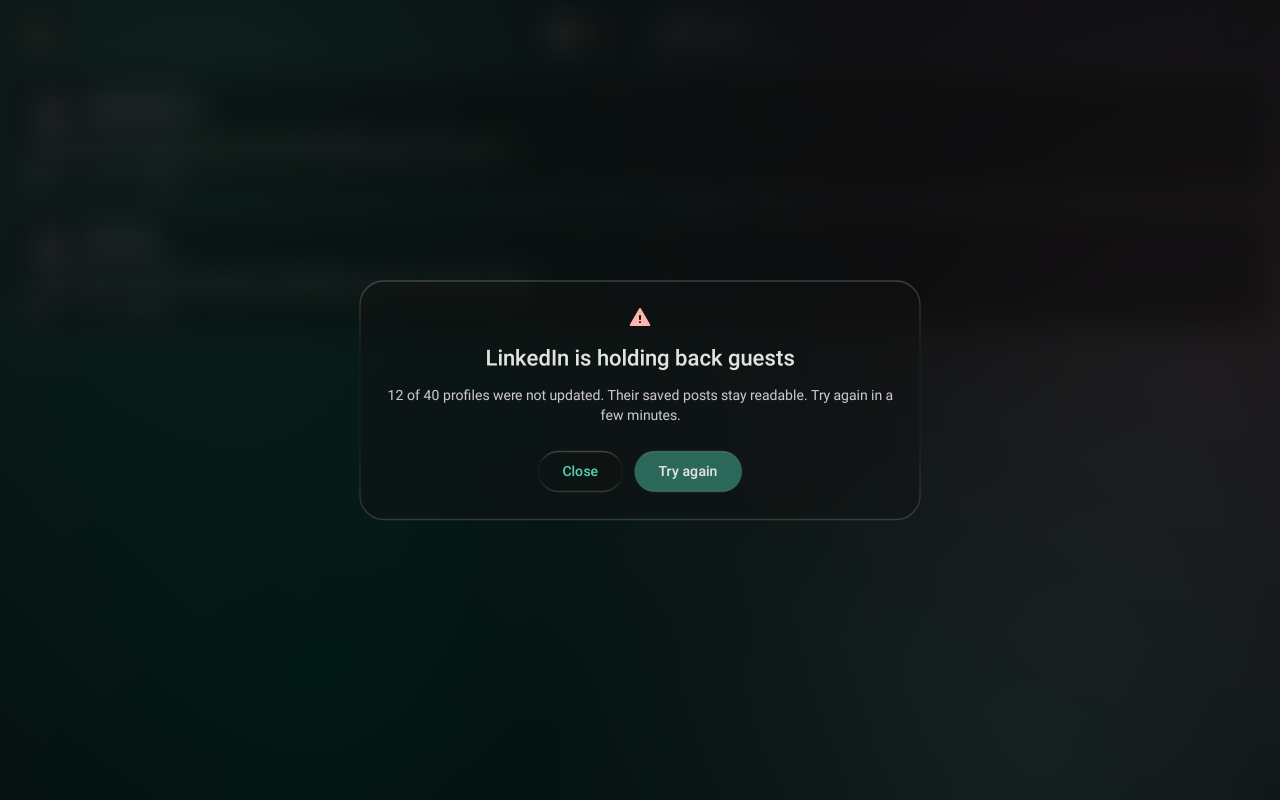 LinkedIn is holding back guests
12 of 40 profiles were not updated. Their saved posts stay readable. Try again in a
few minutes.
Close
Try again